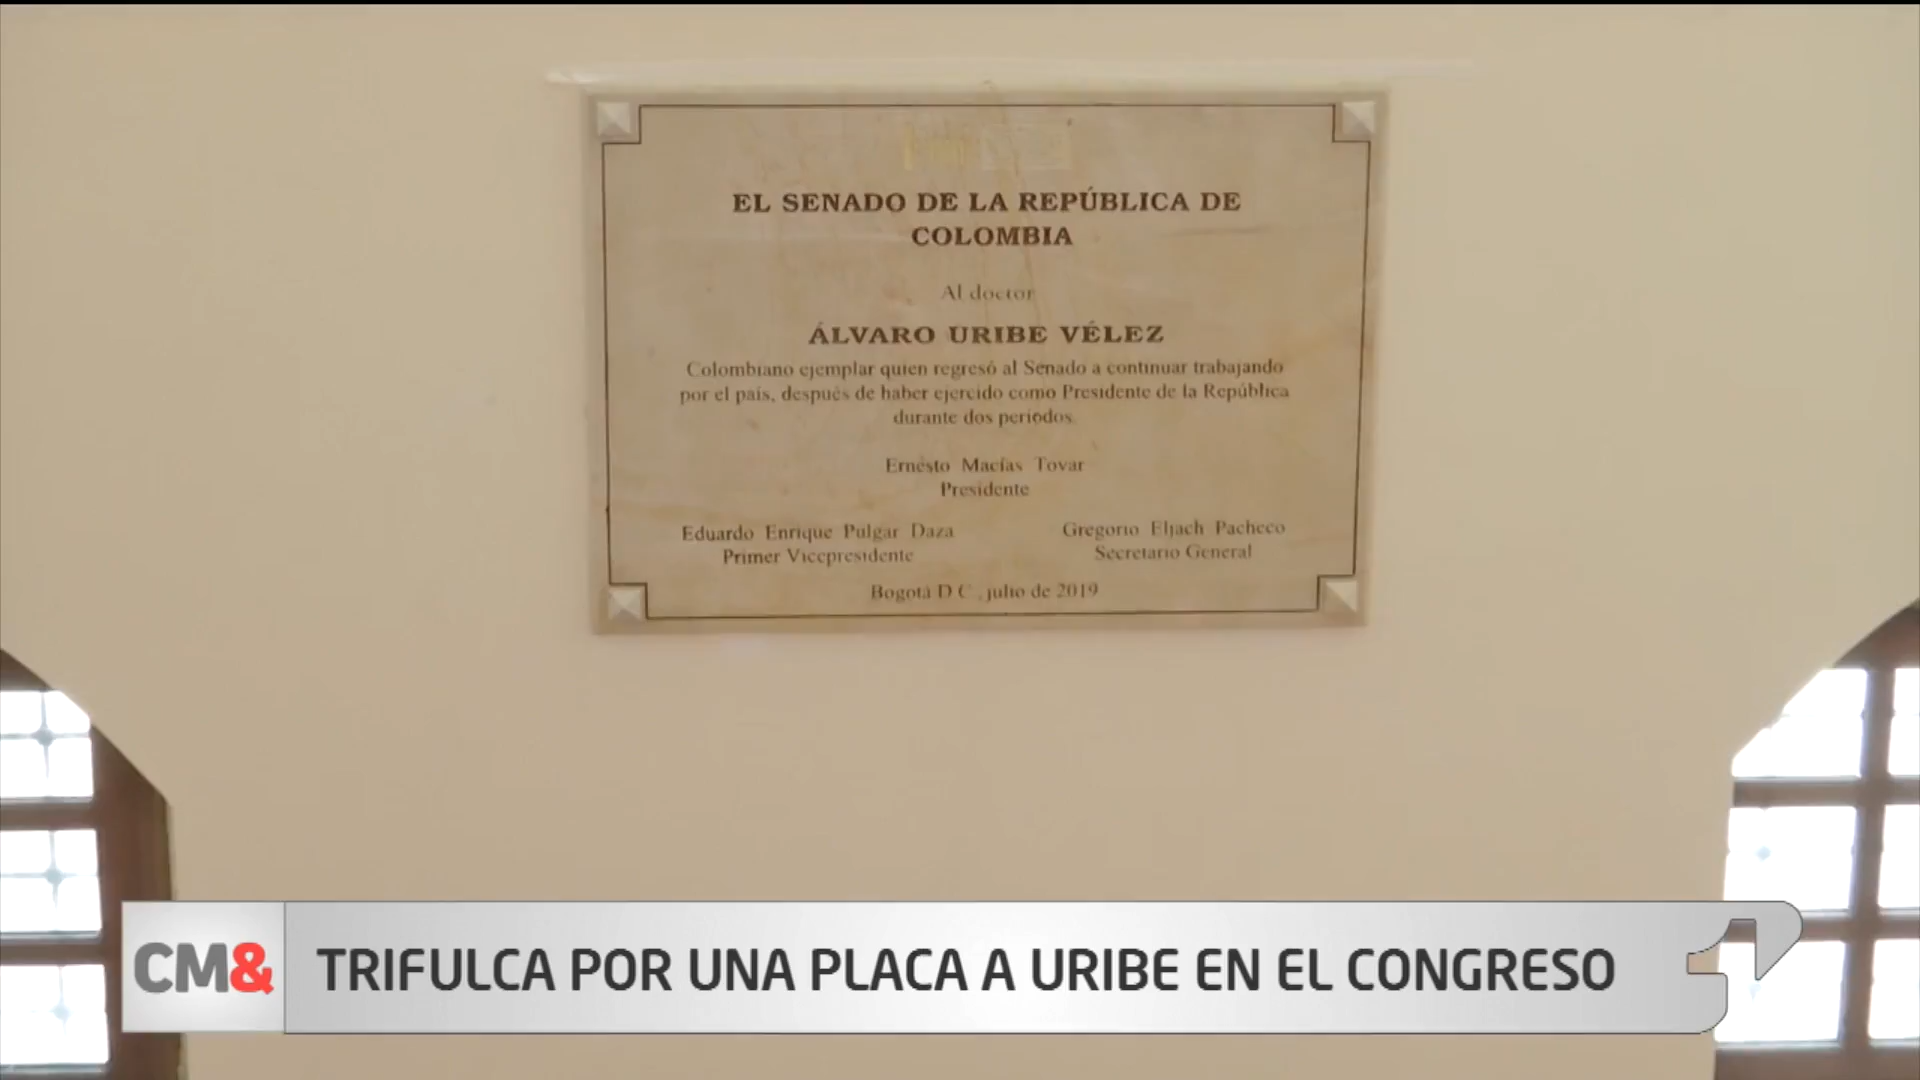 EL SENADO DE LA REPÚBLICA DE
COLOMBIA
Al doctor
ÁLVARO URIBE VÉLEZ
Colombiano ejemplar quien regresó al Senado a continuar trabajando
por el país, después de haber ejercido como Presidente de la República
durante dos períodos.
Ernesto Macías Tovar
Presidente
Eduardo Enrique Pulgar Daza
Primer Vicepresidente
Gregorio Eljach Pacheco
Secretario General
Bogotá D C , julio de 2019
CM&
TRIFULCA POR UNA PLACA A URIBE EN EL CONGRESO
1